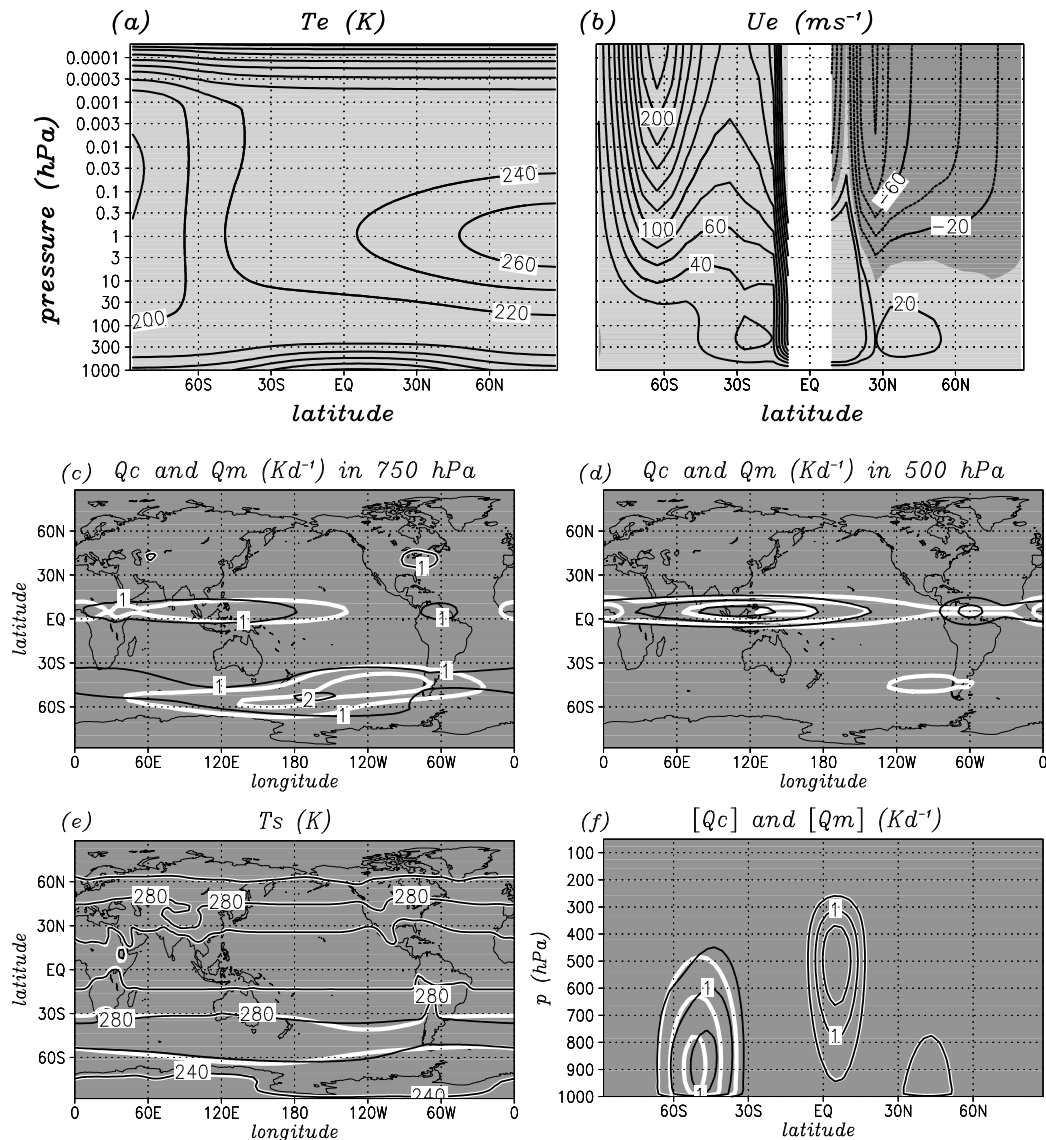 (a) Te (K)
0.0001
0.0003
0.001
0.003
0.01
0.03
0.1
0.3
1
3
10
30
100
300
1000
pressure (hPa)
240
260
220
200
60S 30S EQ 30N 60N
latitude
(b) Ue (ms⁻¹)
200
100
60
40
-60
-20
20
60S 30S EQ 30N 60N
latitude
(c) Qc and Qm (Kd⁻¹) in 750 hPa
60N
30N
EQ
30S
60S
latitude
1
1
1
1
1
1
2
1
0 60E 120E 180 120W 60W 0
longitude
(d) Qc and Qm (Kd⁻¹) in 500 hPa
60N
30N
EQ
30S
60S
0 60E 120E 180 120W 60W 0
longitude
(e) Ts (K)
60N
30N
EQ
30S
60S
latitude
280 280 280
280
280 280
240
240
0 60E 120E 180 120W 60W 0
longitude
(f) [Qc] and [Qm] (Kd⁻¹)
100
200
300
400
500
600
700
800
900
1000
p (hPa)
1
1
1
1
60S 30S EQ 30N 60N
latitude